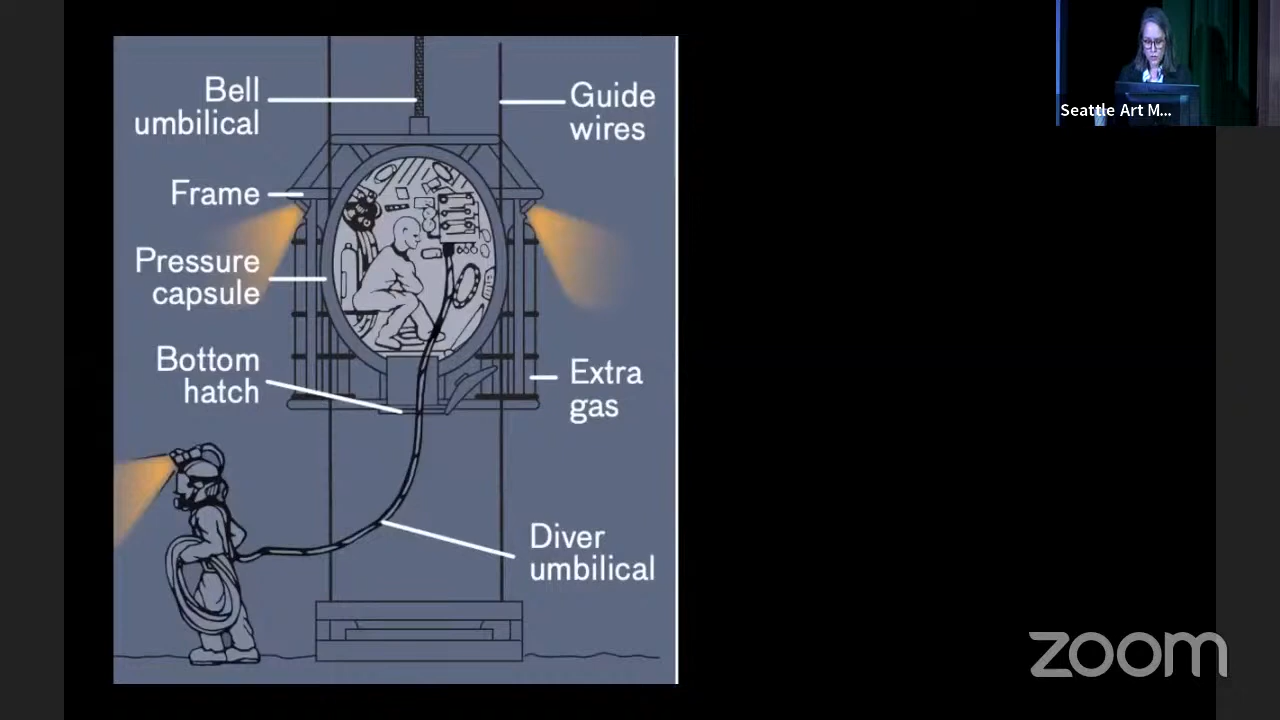 Bell
umbilical
Guide
wires
Frame
Pressure
capsule
Bottom
hatch
Extra
gas
Diver
umbilical
Seattle Art M...
zoom